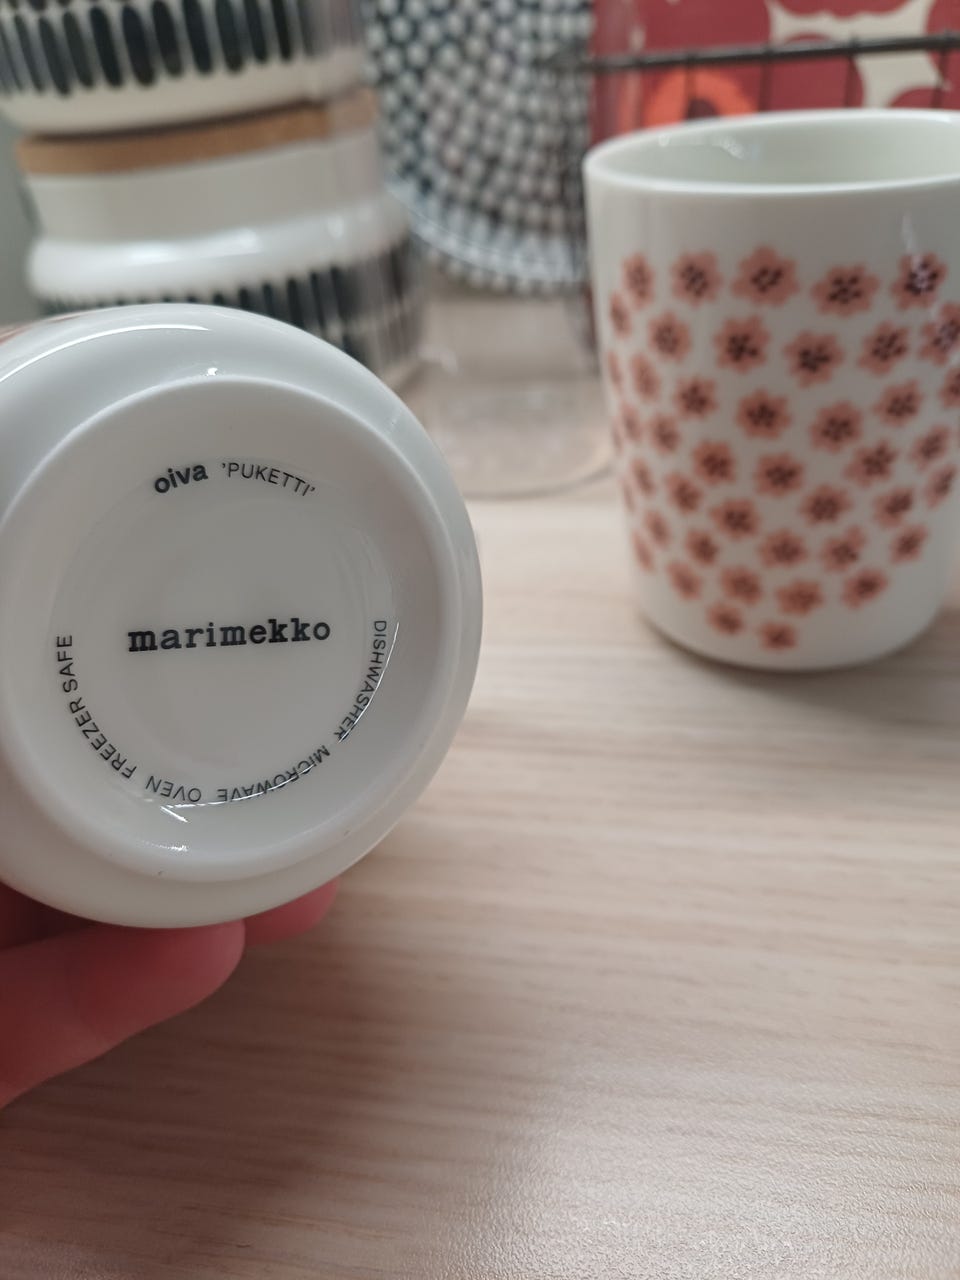 oiva 'PUKETTI'
marimekko
DISHWASHER MICROWAVE OVEN FREEZER SAFE